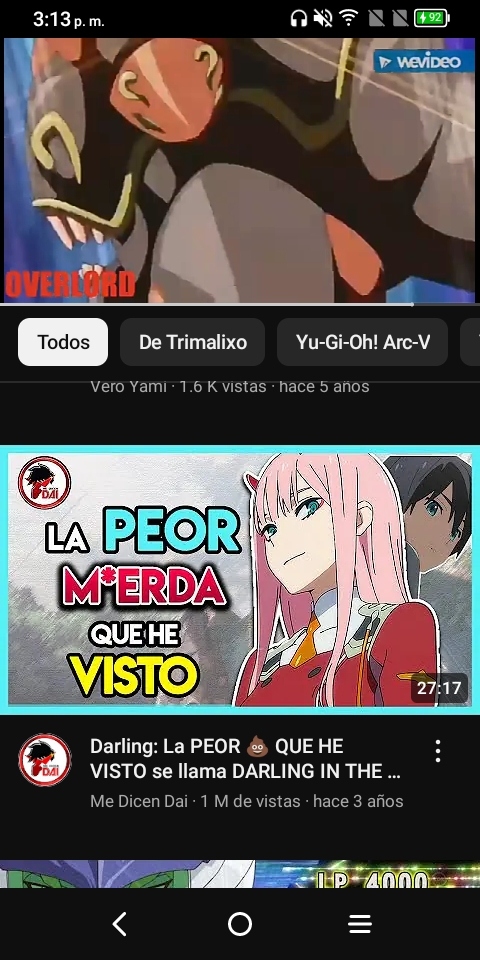 3:13 p. m.
92
WEVIDEO
OVERLORD
Todos
De Trimalixo
Yu-Gi-Oh! Arc-V
Vero Yami · 1.6 K vistas · hace 5 años
DAI
LA PEOR
M*ERDA
QUE HE
VISTO
27:17
DAI
Darling: La PEOR 💩 QUE HE
VISTO se llama DARLING IN THE ...
Me Dicen Dai · 1 M de vistas · hace 3 años
LP 4000